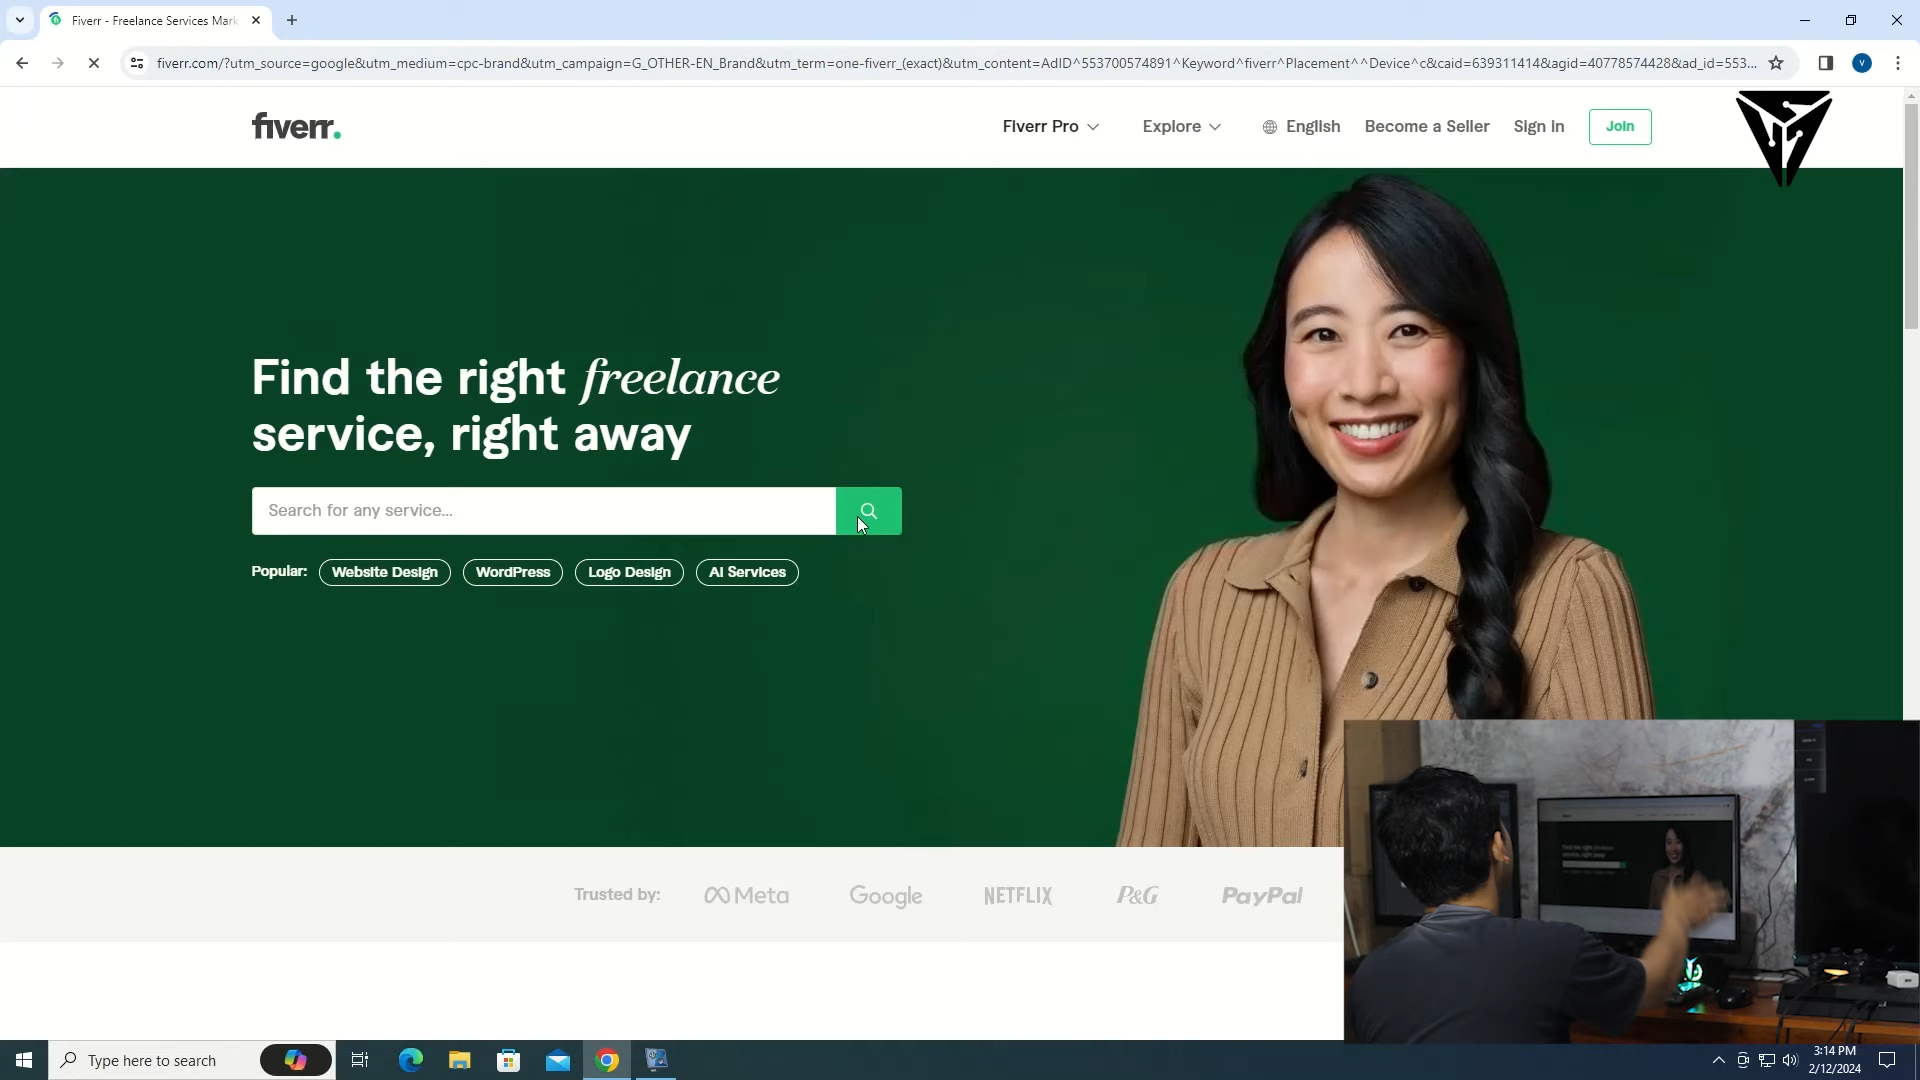 Fiverr - Freelance Services Mark
fiverr.com/?utm_source=google&utm_medium=cpc-brand&utm_campaign=G_OTHER-EN_Brand&utm_term=one-fiverr_(exact)&utm_content=AdID^553700574891^Keyword^fiverr^Placement^^Device^c&caid=639311414&agid=40778574428&ad_id=553...
V
fiverr.
Fiverr Pro
Explore
English
Become a Seller
Sign in
Join
Find the right freelance
service, right away
Search for any service...
Popular:
Website Design
WordPress
Logo Design
AI Services
Trusted by:
Meta
Google
NETFLIX
P&G
PayPal
Type here to search
3:14 PM
2/12/2024